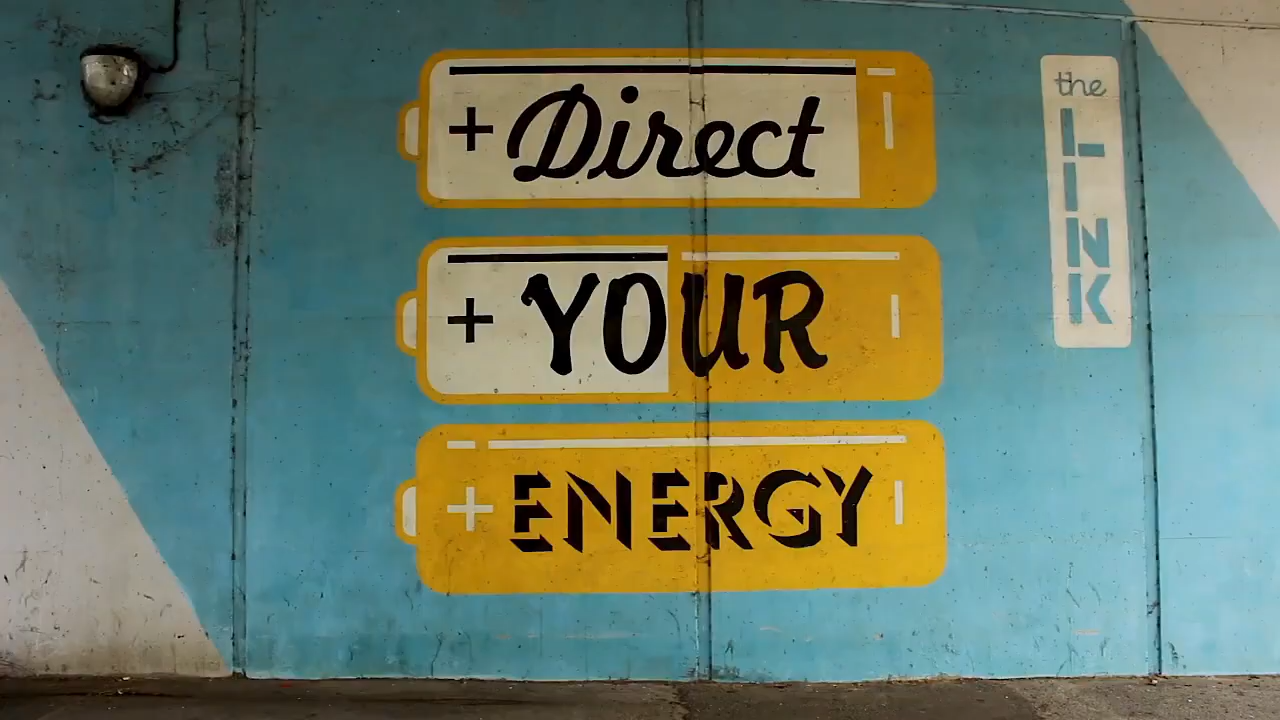 + Direct
+ YOUR
+ ENERGY
the
LINK